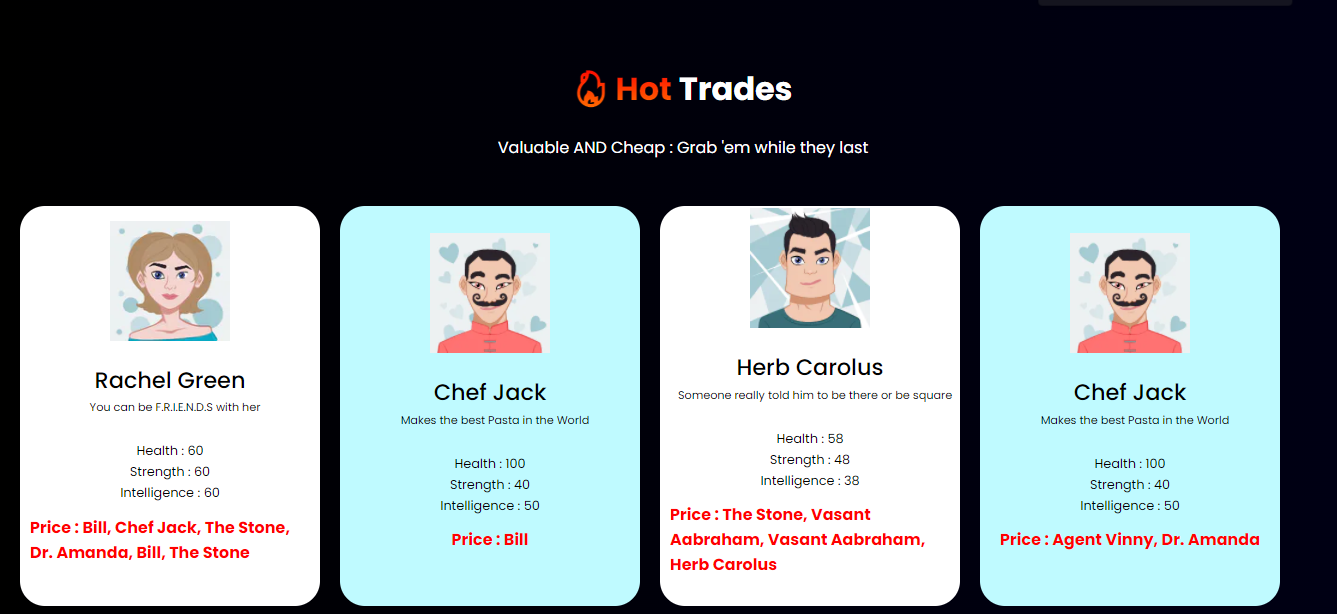 Hot Trades
Valuable AND Cheap : Grab 'em while they last
Rachel Green
You can be F.R.I.E.N.D.S with her
Health : 60
Strength : 60
Intelligence : 60
Price : Bill, Chef Jack, The Stone,
Dr. Amanda, Bill, The Stone
Chef Jack
Makes the best Pasta in the World
Health : 100
Strength : 40
Intelligence : 50
Price : Bill
Herb Carolus
Someone really told him to be there or be square
Health : 58
Strength : 48
Intelligence : 38
Price : The Stone, Vasant
Aabraham, Vasant Aabraham,
Herb Carolus
Chef Jack
Makes the best Pasta in the World
Health : 100
Strength : 40
Intelligence : 50
Price : Agent Vinny, Dr. Amanda